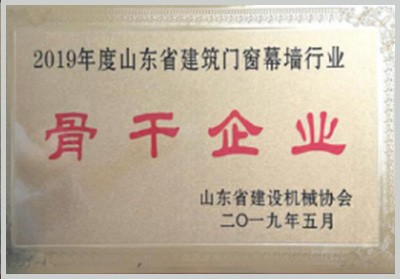 2019年度山东省建筑门窗幕墙行业
骨干企业
山东省建设机械协会
二〇一九年五月